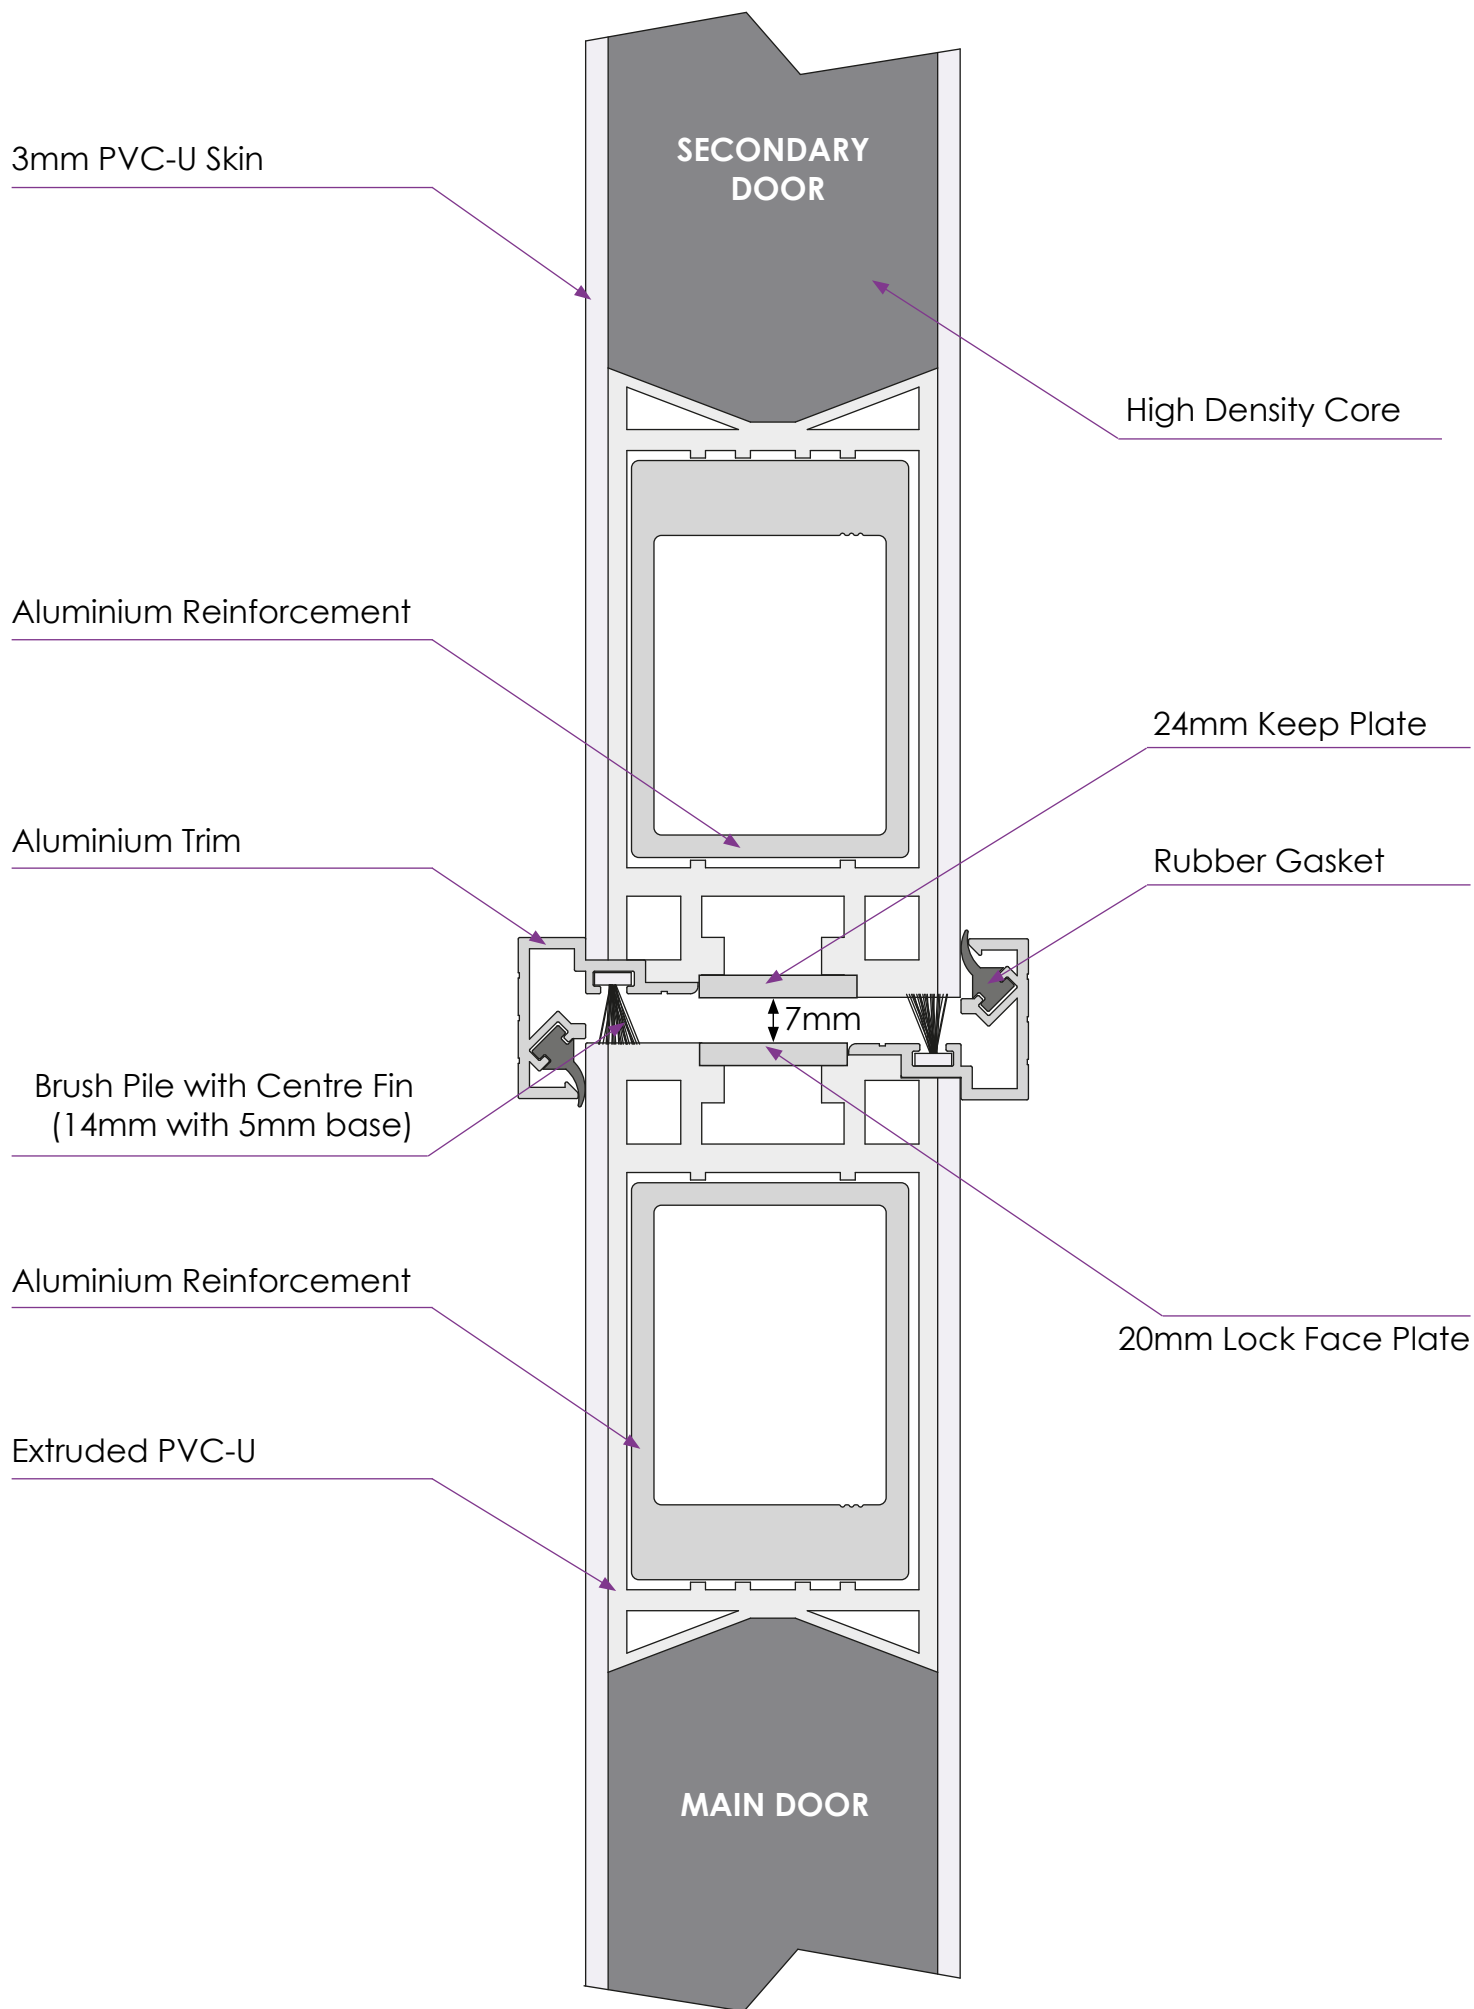 SECONDARY
DOOR
3mm PVC-U Skin
High Density Core
Aluminium Reinforcement
24mm Keep Plate
Aluminium Trim
Rubber Gasket
7mm
Brush Pile with Centre Fin
(14mm with 5mm base)
Aluminium Reinforcement
20mm Lock Face Plate
Extruded PVC-U
MAIN DOOR